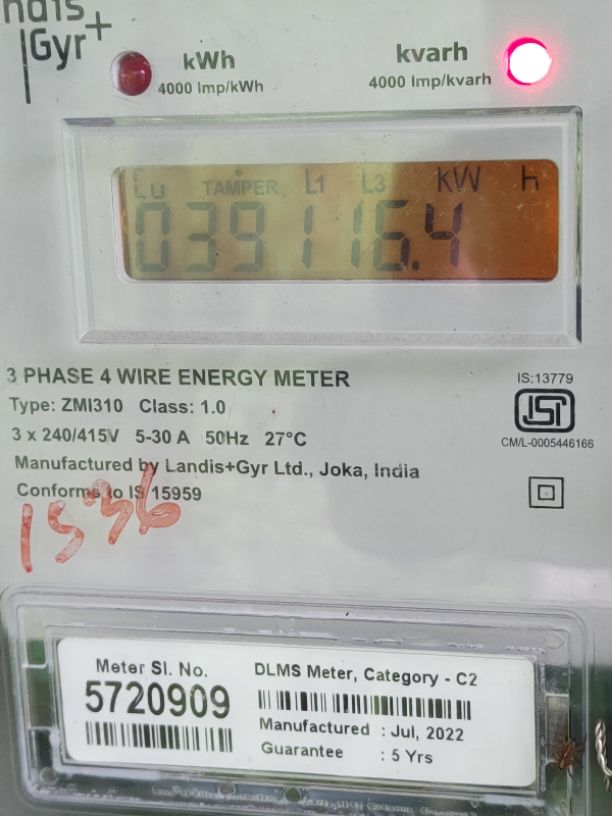 Landis+
|Gyr
kWh
4000 Imp/kWh
kvarh
4000 Imp/kvarh
Cu TAMPER L1 L3 KW h
039116.4
3 PHASE 4 WIRE ENERGY METER
Type: ZMI310 Class: 1.0
3 x 240/415V 5-30 A 50Hz 27°C
Manufactured by Landis+Gyr Ltd., Joka, India
Conforms to IS 15959
IS:13779
ISI
CM/L-0005446166
1536
Meter Sl. No.
5720909
DLMS Meter, Category - C2
Manufactured : Jul, 2022
Guarantee : 5 Yrs